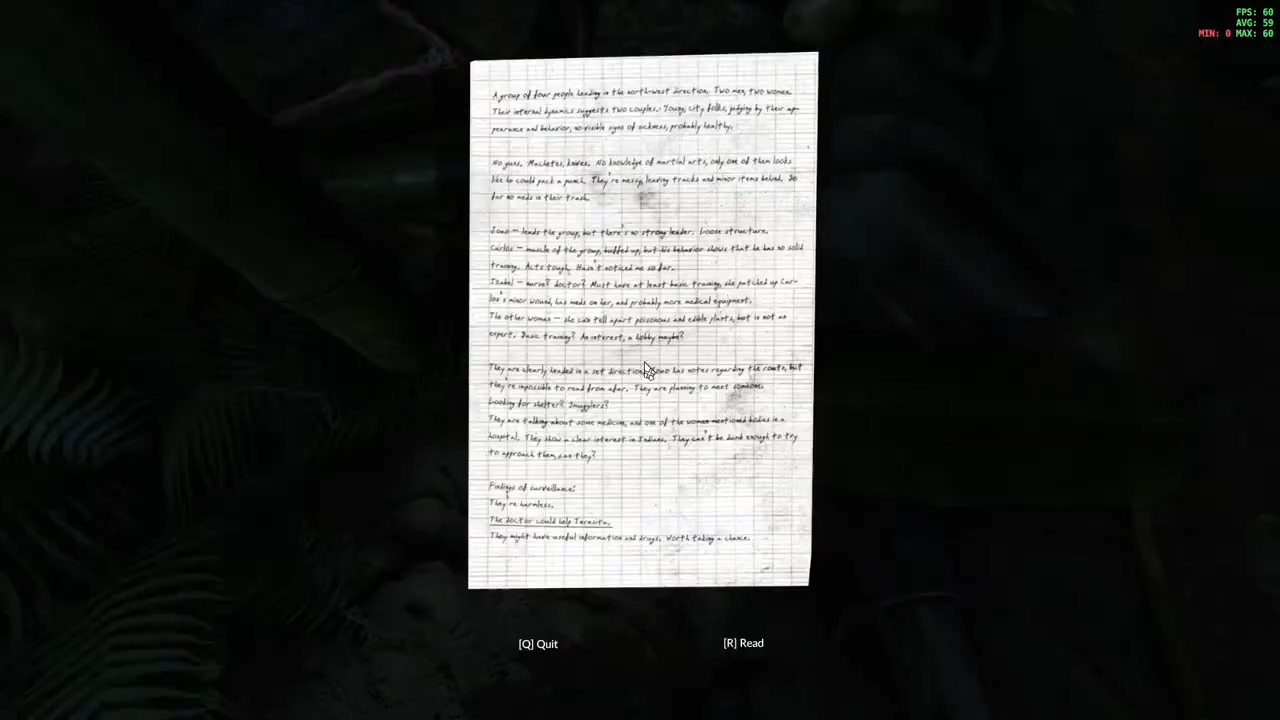 FPS: 60
AVG: 59
MIN: 0 MAX: 60
A group of four people heading in the north-west direction. Two men, two women.
Their internal dynamics suggests two couples. Young, city folks, judging by their ap-
pearance and behavior, no visible signs of sickness, probably healthy.
No guns. Machetes, knives. No knowledge of martial arts, only one of them looks
like he could pack a punch. They're messy, leaving tracks and minor items behind. So
far no meds in their trash.
Joao – leads the group, but there's no strong leader. Loose structure.
Carlos – muscle of the group, buffed up, but his behavior shows that he has no solid
training. Acts tough. Hasn't noticed me so far.
Izabel – nurse? doctor? Must have at least basic training, she patched up Car-
los's minor wound, has meds on her, and probably more medical equipment.
The other woman – she can tell apart poisonous and edible plants, but is not an
expert. Basic training? An interest, a hobby maybe?
They are clearly headed in a set direction. has notes regarding the route, but
they're impossible to read from afar. They are planning to meet someone.
Looking for shelter? Smugglers?
They are talking about some medicine, and one of the women mentioned bodies in a
hospital. They show a clear interest in Indians. They can't be dumb enough to try
to approach them, can they?
Findings of surveillance:
They're harmless.
The doctor could help Teresita.
They might have useful information and drugs. Worth taking a chance.
[Q] Quit
[R] Read